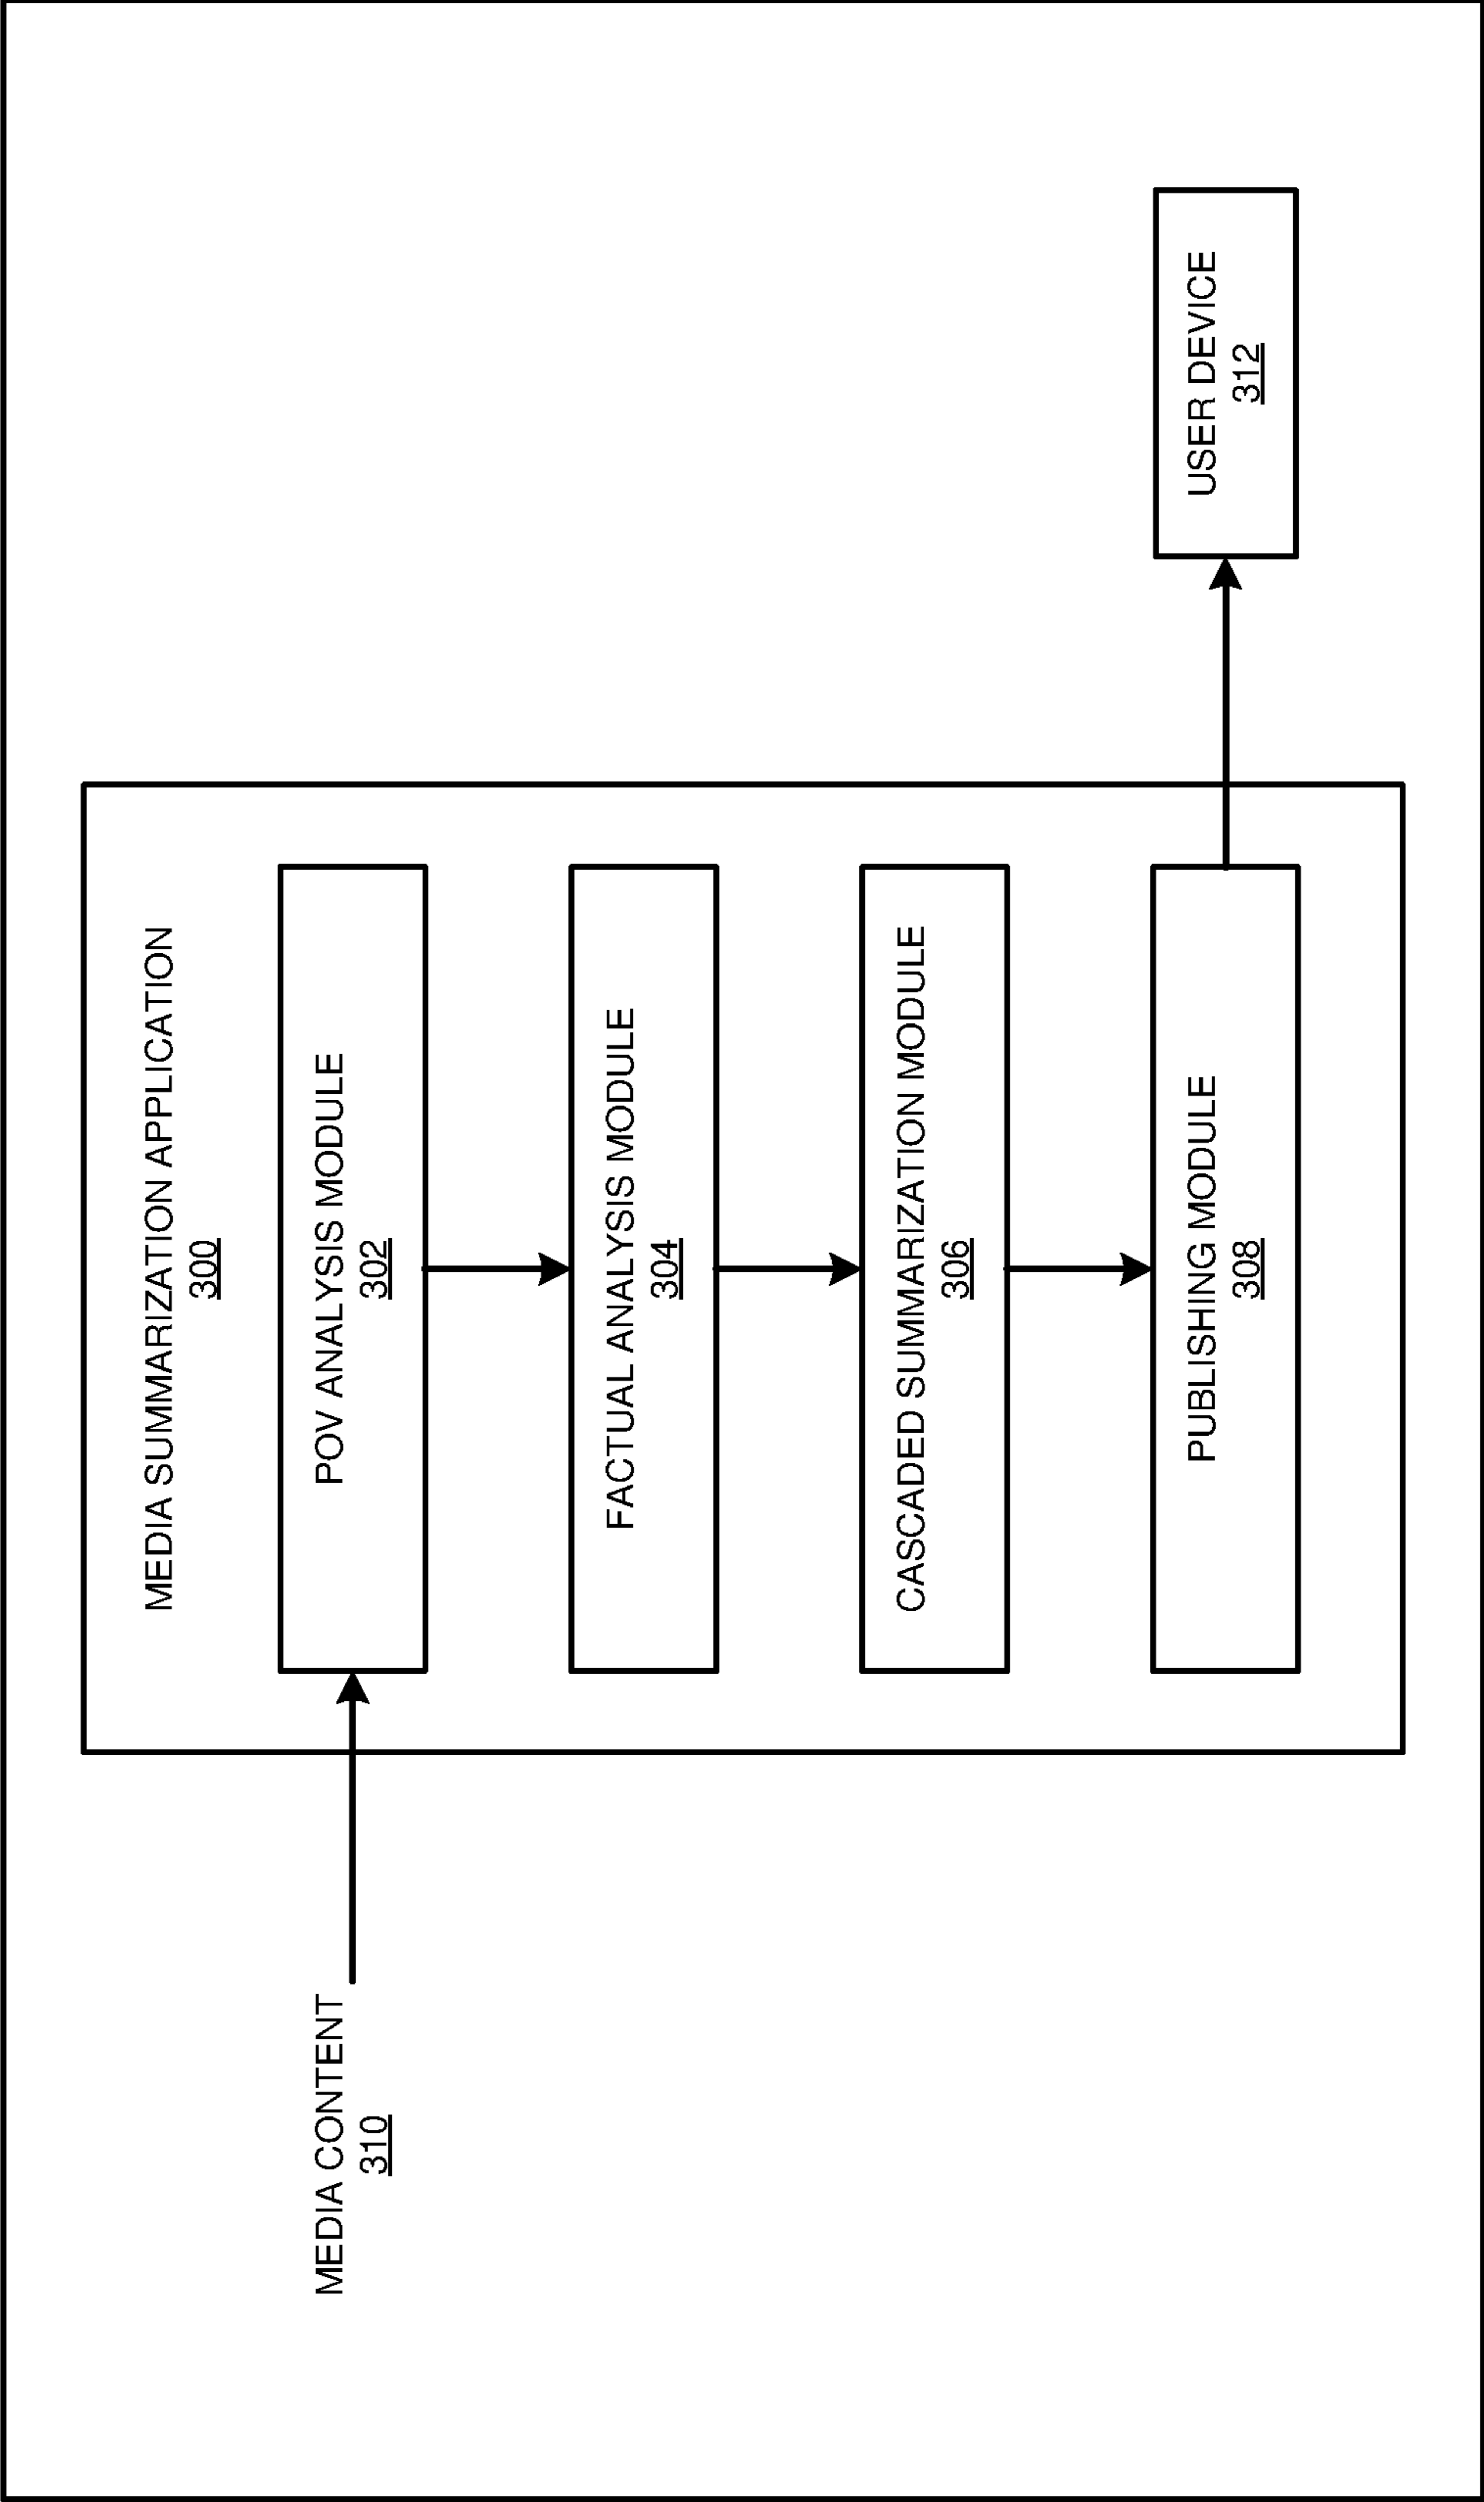 MEDIA SUMMARIZATION APPLICATION
300
MEDIA CONTENT
310
POV ANALYSIS MODULE
302
FACTUAL ANALYSIS MODULE
304
CASCADED SUMMARIZATION MODULE
306
PUBLISHING MODULE
308
USER DEVICE
312